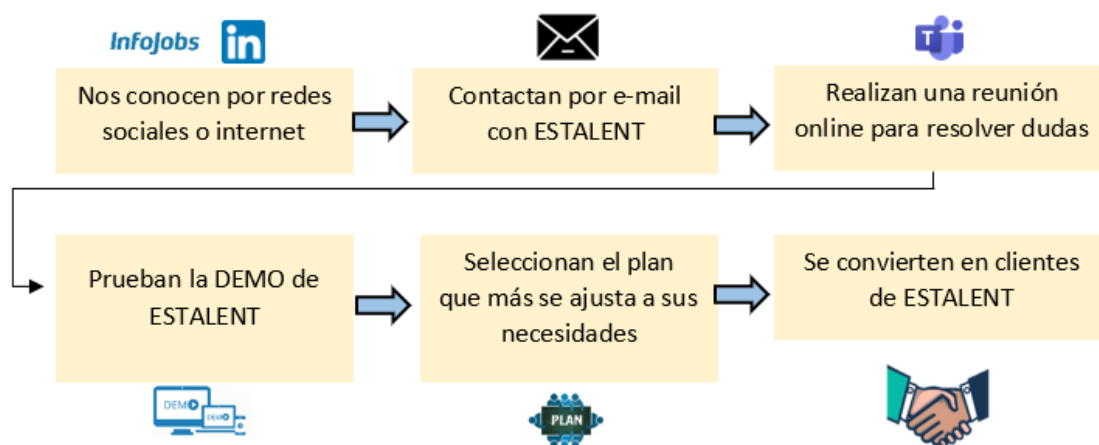 InfoJobs
in
T
Nos conocen por redes
sociales o internet
Contactan por e-mail
con ESTALENT
Realizan una reunión
online para resolver dudas
Prueban la DEMO de
ESTALENT
Seleccionan el plan
que más se ajusta a sus
necesidades
Se convierten en clientes
de ESTALENT
DEMO
DEMO
PLAN